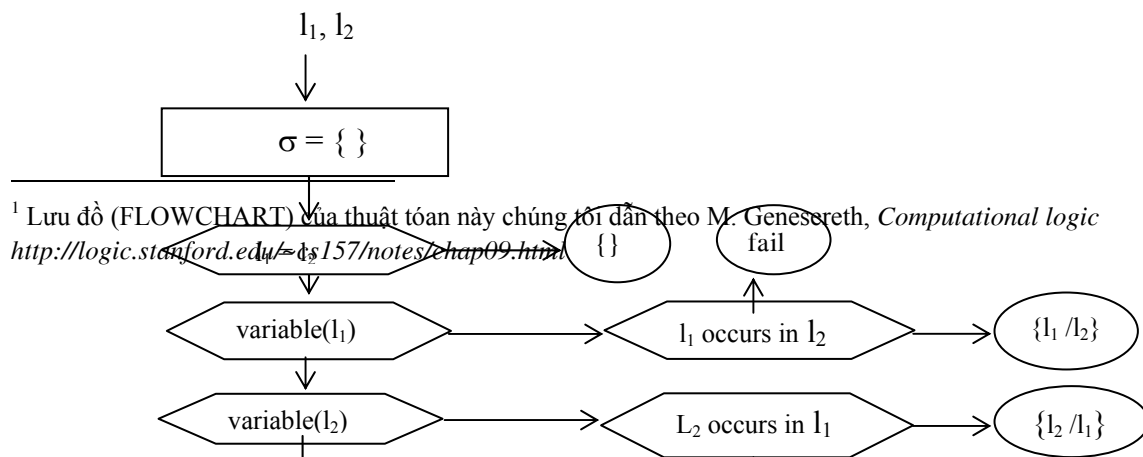 l₁, l₂
σ = { }
¹ Lưu đồ (FLOWCHART) của thuật tóan này chúng tôi dẫn theo M. Genesereth, Computational logic
http://logic.stanford.edu/~cs157/notes/chap09.html
l₁ = l₂
{}
fail
variable(l₁)
l₁ occurs in l₂
{l₁ /l₂}
variable(l₂)
L₂ occurs in l₁
{l₂ /l₁}